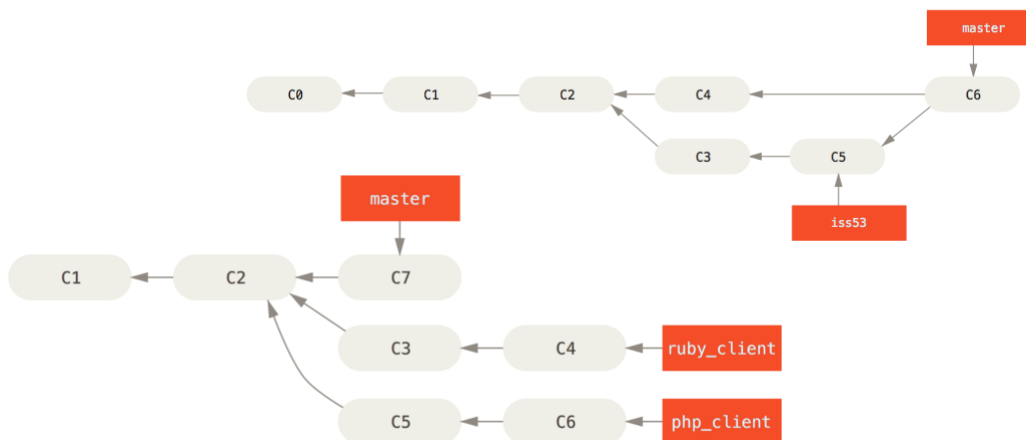 master
C0 C1 C2 C4 C6
C3 C5
iss53
master
C1 C2 C7
C3 C4 ruby_client
C5 C6 php_client